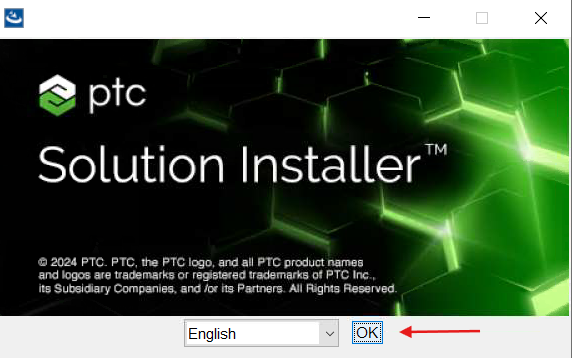 ptc
Solution Installer™
© 2024 PTC. PTC, the PTC logo, and all PTC product names
and logos are trademarks or registered trademarks of PTC Inc.,
its Subsidiary Companies, and /or its Partners. All Rights Reserved.
English
OK